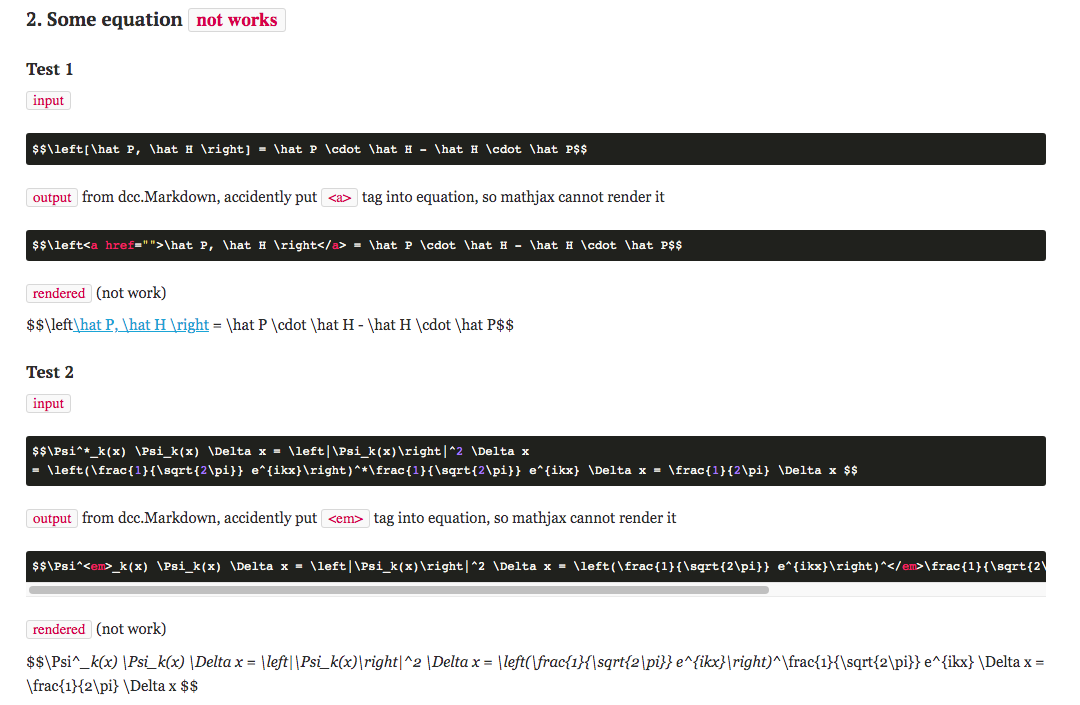 2. Some equation not works
Test 1
input
$$\left[\hat P, \hat H \right] = \hat P \cdot \hat H - \hat H \cdot \hat P$$
output from dcc.Markdown, accidently put <a> tag into equation, so mathjax cannot render it
$$\left<a href="">\hat P, \hat H \right</a> = \hat P \cdot \hat H - \hat H \cdot \hat P$$
rendered (not work)
$$\left\hat P, \hat H \right = \hat P \cdot \hat H - \hat H \cdot \hat P$$
Test 2
input
$$\Psi^*_k(x) \Psi_k(x) \Delta x = \left|\Psi_k(x)\right|^2 \Delta x
= \left(\frac{1}{\sqrt{2\pi}} e^{ikx}\right)^*\frac{1}{\sqrt{2\pi}} e^{ikx} \Delta x = \frac{1}{2\pi} \Delta x $$
output from dcc.Markdown, accidently put <em> tag into equation, so mathjax cannot render it
$$\Psi^<em>_k(x) \Psi_k(x) \Delta x = \left|\Psi_k(x)\right|^2 \Delta x = \left(\frac{1}{\sqrt{2\pi}} e^{ikx}\right)^</em>\frac{1}{\sqrt{2\
rendered (not work)
$$\Psi^_k(x) \Psi_k(x) \Delta x = \left|\Psi_k(x)\right|^2 \Delta x = \left(\frac{1}{\sqrt{2\pi}} e^{ikx}\right)^\frac{1}{\sqrt{2\pi}} e^{ikx} \Delta x =
\frac{1}{2\pi} \Delta x $$